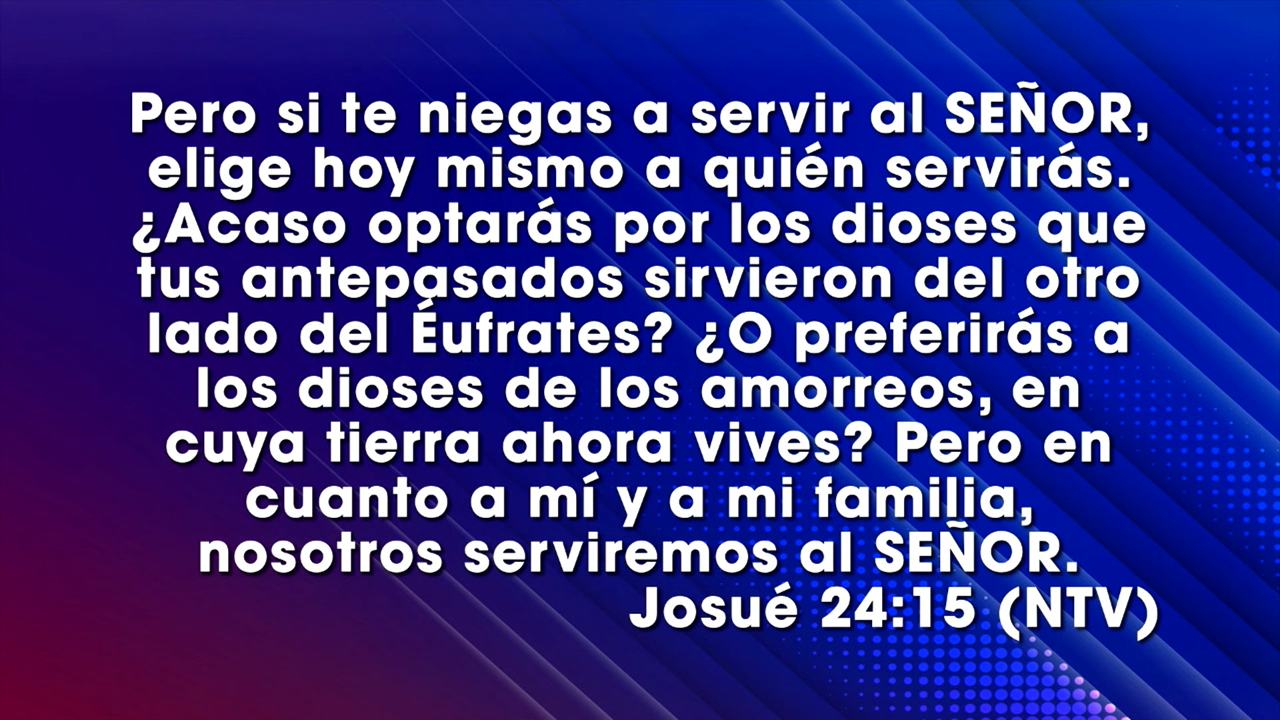 Pero si te niegas a servir al SEÑOR,
elige hoy mismo a quién servirás.
¿Acaso optarás por los dioses que
tus antepasados sirvieron del otro
lado del Éufrates? ¿O preferirás a
los dioses de los amorreos, en
cuya tierra ahora vives? Pero en
cuanto a mí y a mi familia,
nosotros serviremos al SEÑOR.
Josué 24:15 (NTV)